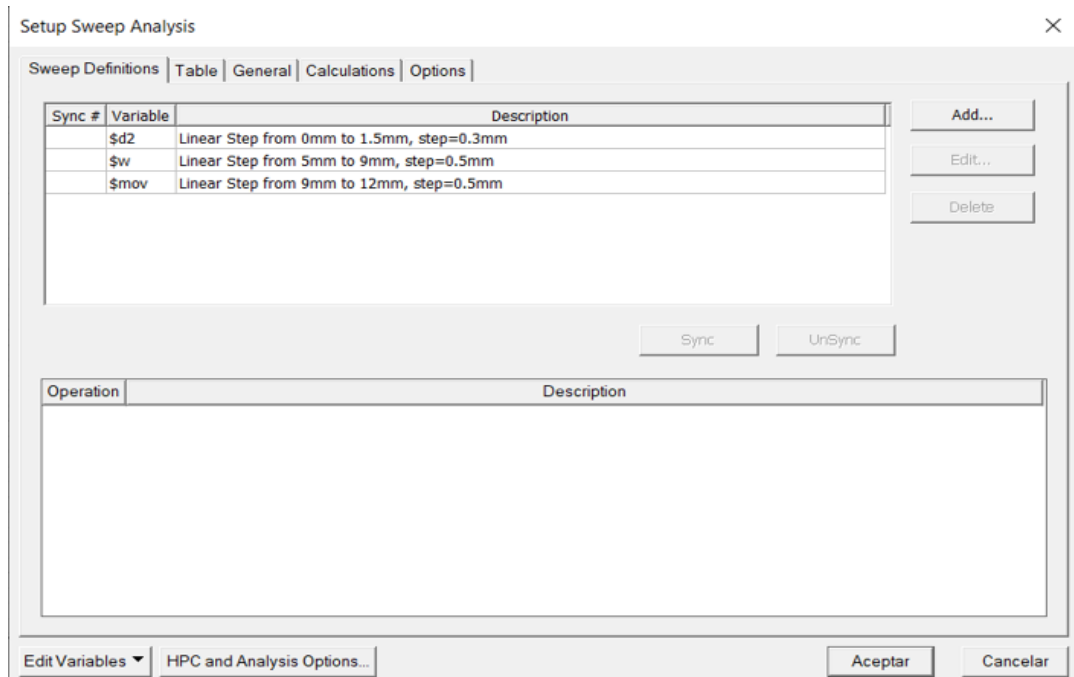 Setup Sweep Analysis
Sweep Definitions Table General Calculations Options
Sync # Variable Description
$d2 Linear Step from 0mm to 1.5mm, step=0.3mm
$w Linear Step from 5mm to 9mm, step=0.5mm
$mov Linear Step from 9mm to 12mm, step=0.5mm
Add...
Edit...
Delete
Sync UnSync
Operation Description
Edit Variables HPC and Analysis Options... Aceptar Cancelar